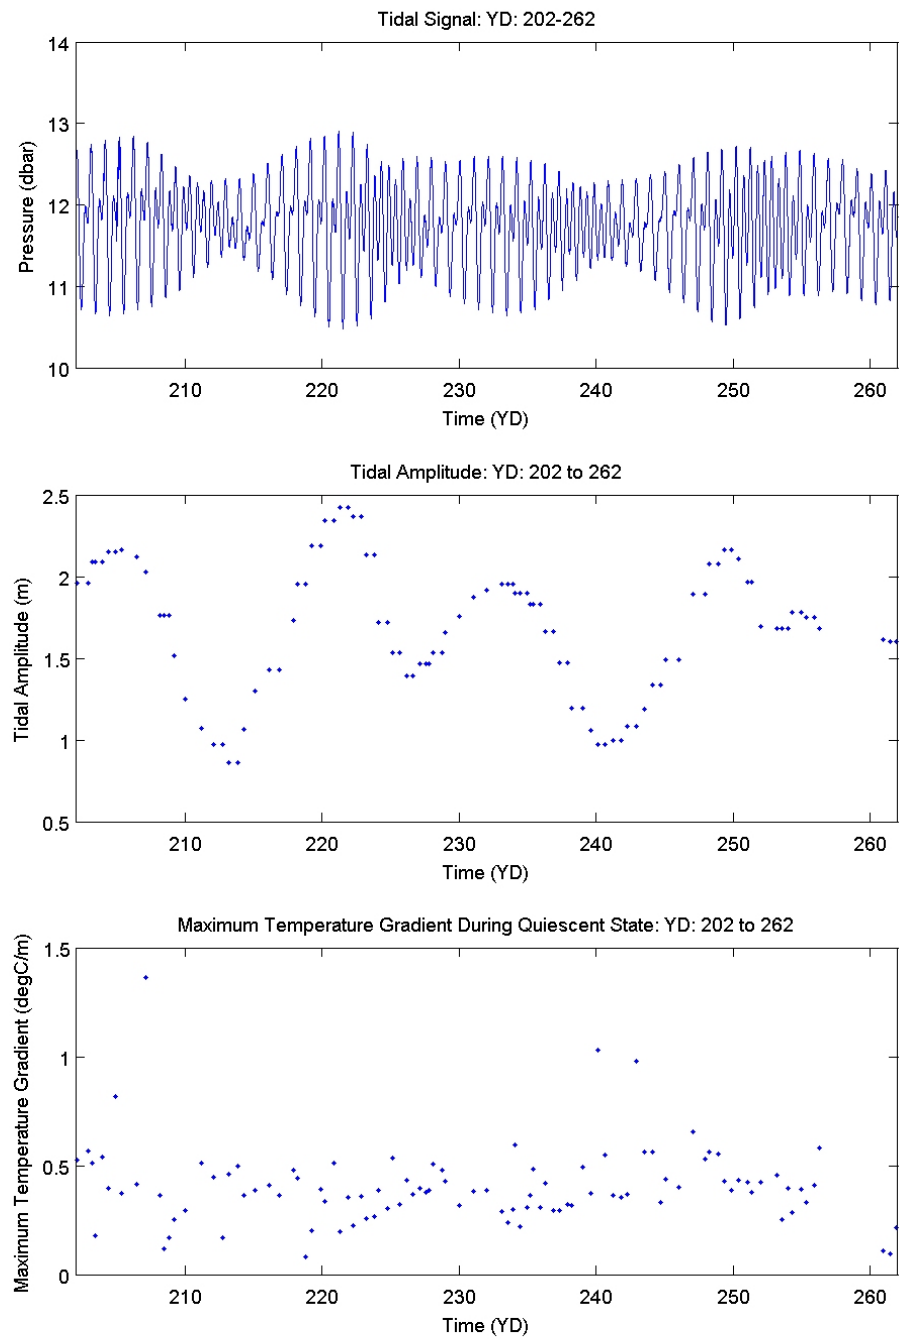 Tidal Signal: YD: 202-262
14
13
12
11
10
Pressure (dbar)
210 220 230 240 250 260
Time (YD)
Tidal Amplitude: YD: 202 to 262
2.5
2
1.5
1
0.5
Tidal Amplitude (m)
210 220 230 240 250 260
Time (YD)
Maximum Temperature Gradient During Quiescent State: YD: 202 to 262
1.5
1
0.5
0
Maximum Temperature Gradient (degC/m)
210 220 230 240 250 260
Time (YD)